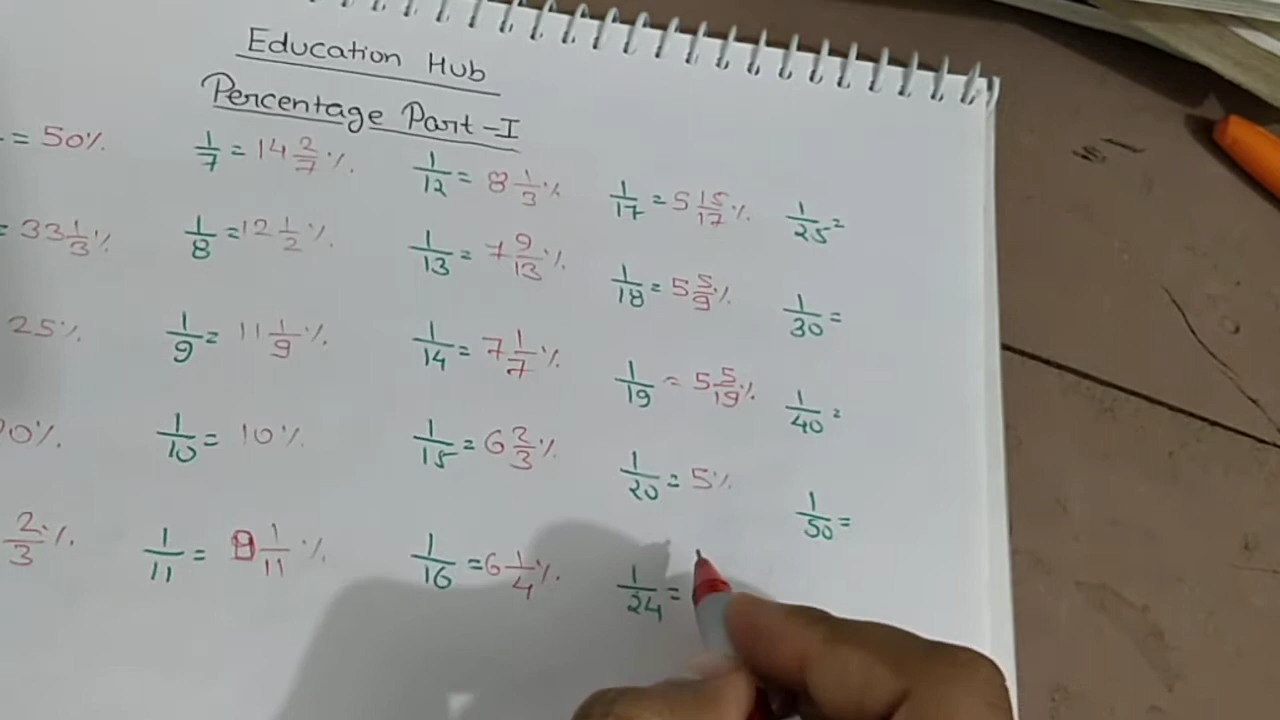 Education Hub
Percentage Part-I
= 50%
= 33 1/3 %
25%
0%.
2/3 %
1/7 = 14 2/7 %.
1/8 = 12 1/2 %.
1/9 = 11 1/9 %
1/10 = 10%
1/11 = 1/11 %
1/12 = 8 1/3 %
1/13 = 7 9/13 %
1/14 = 7 1/7 %
1/15 = 6 2/3 %
1/16 = 6 1/4 %
1/17 = 5 15/17 %
1/18 = 5 5/9 %
1/19 = 5 5/19 %
1/20 = 5%
1/24 =
1/25 =
1/30 =
1/40 =
1/50 =